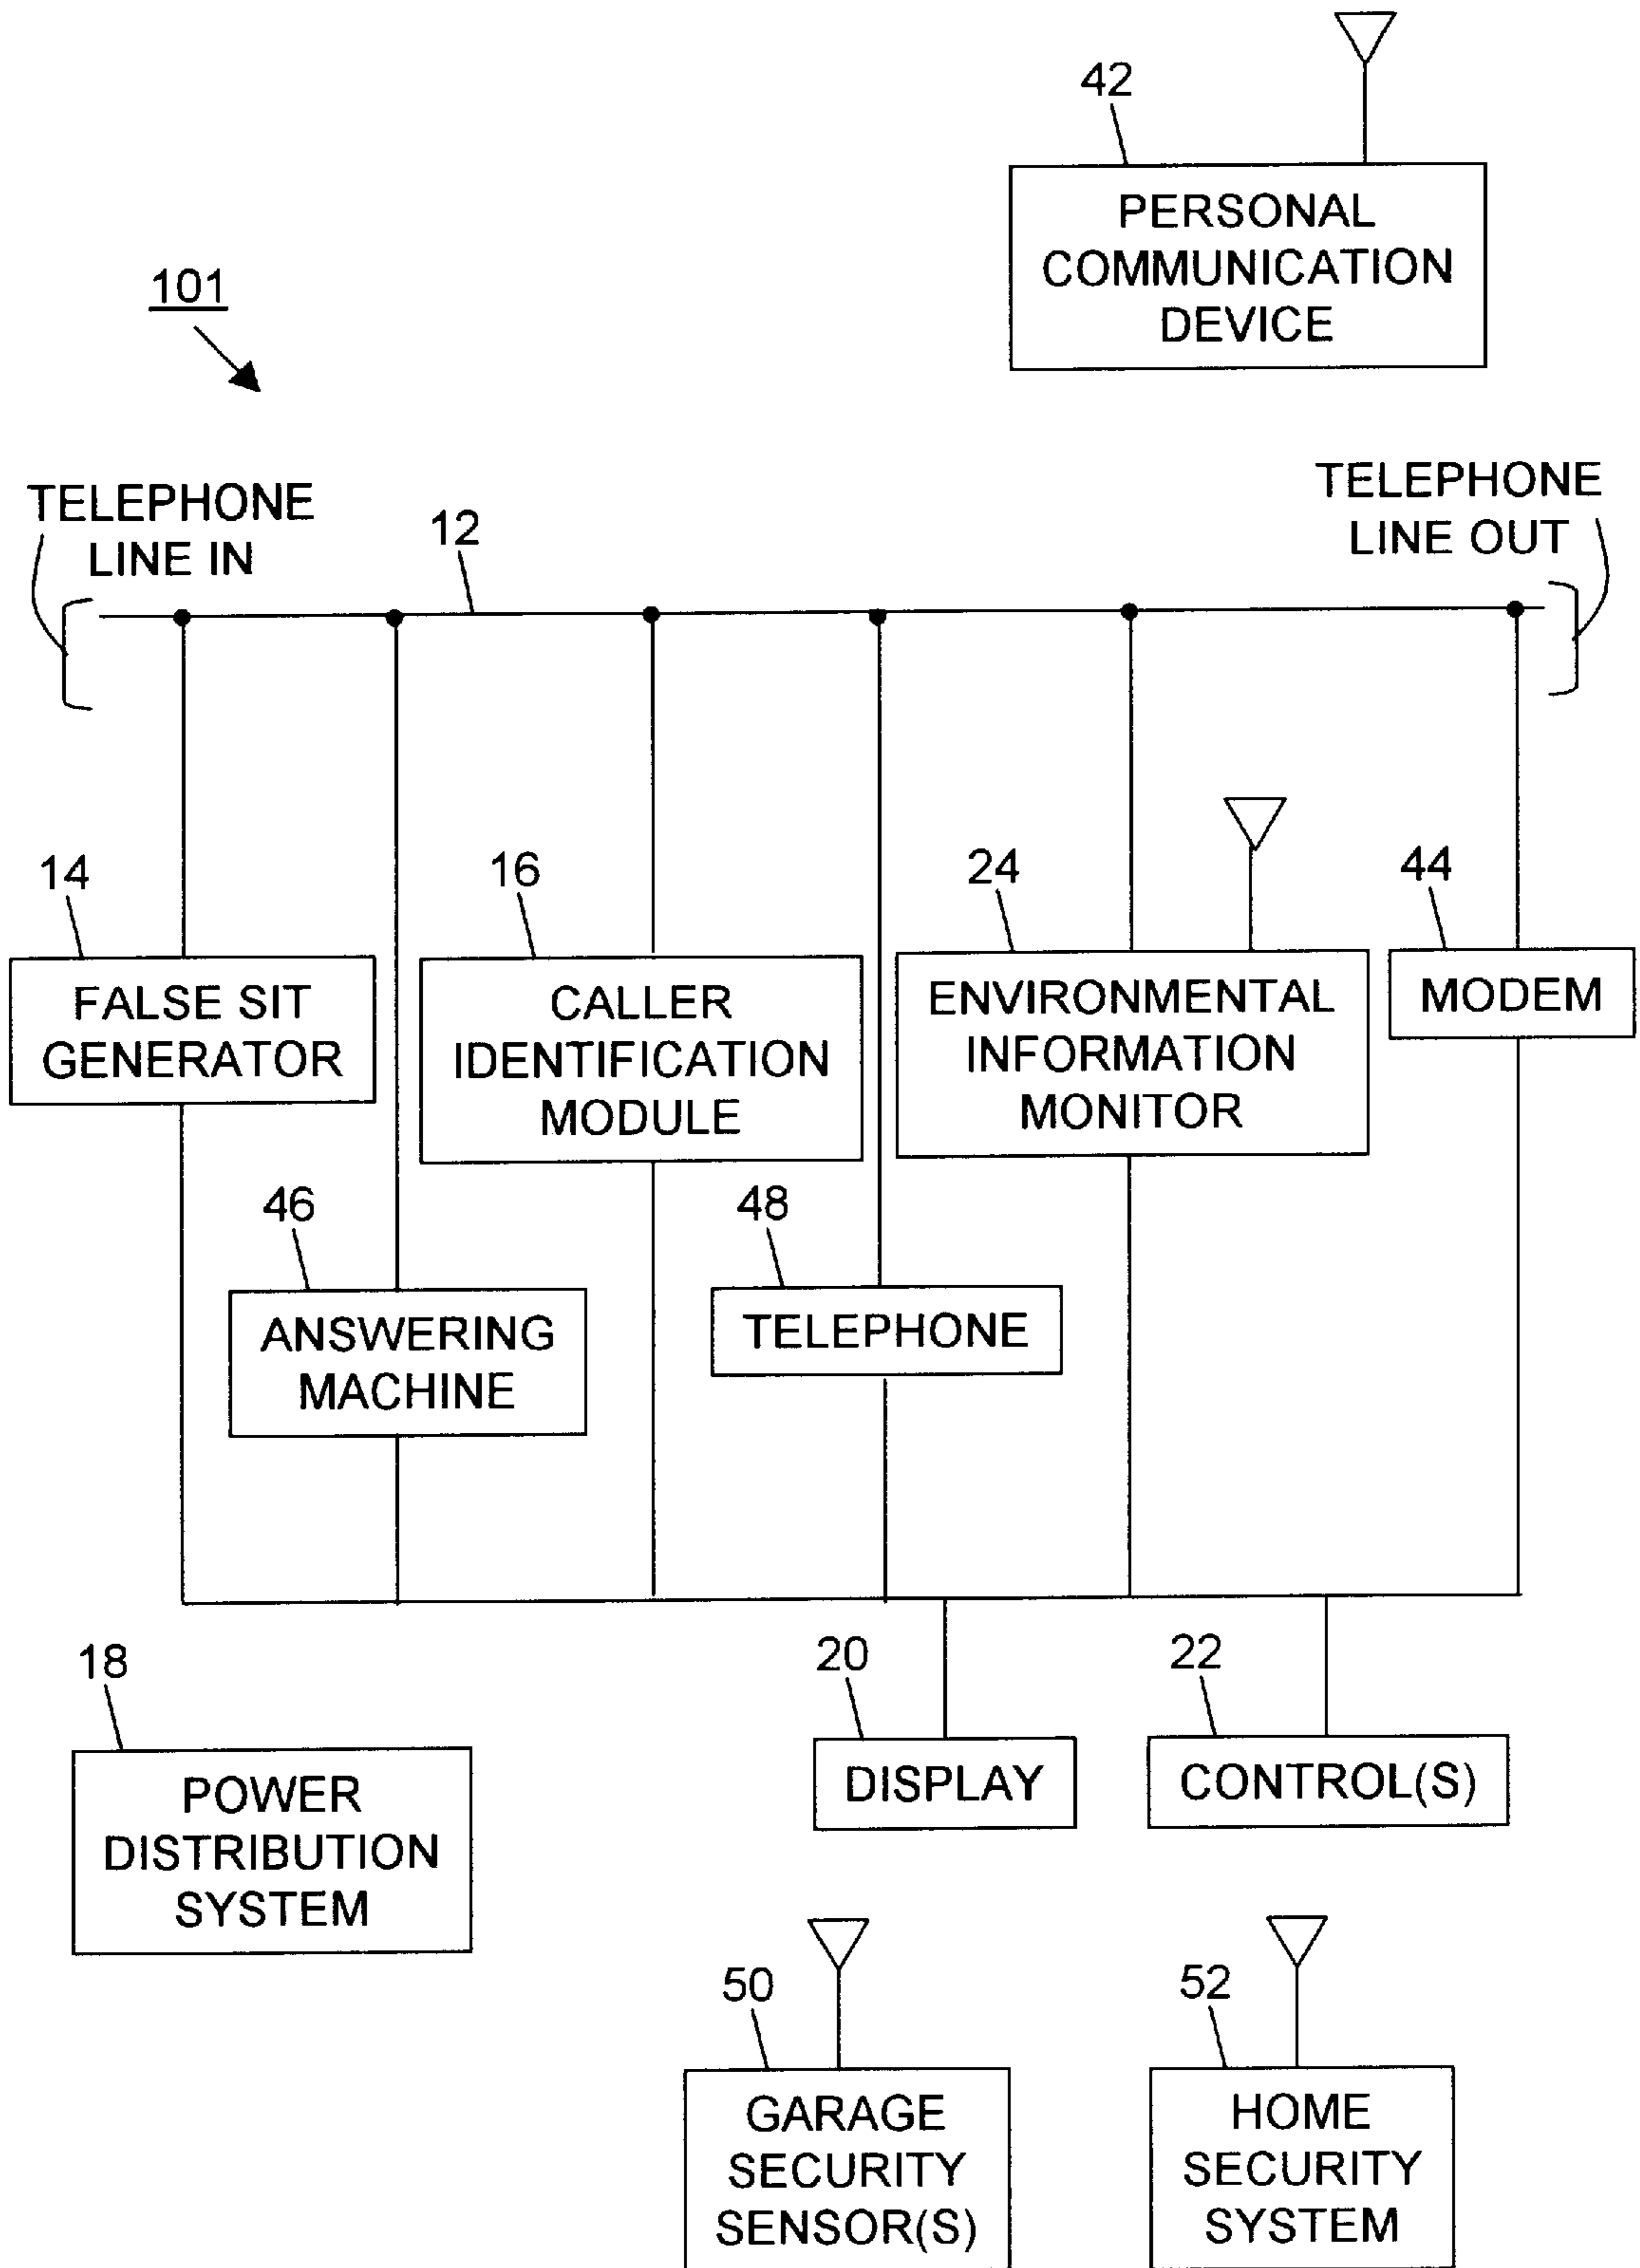 42
PERSONAL
COMMUNICATION
DEVICE
101
TELEPHONE
LINE IN
12
TELEPHONE
LINE OUT
14
FALSE SIT
GENERATOR
16
CALLER
IDENTIFICATION
MODULE
24
ENVIRONMENTAL
INFORMATION
MONITOR
44
MODEM
46
ANSWERING
MACHINE
48
TELEPHONE
18
POWER
DISTRIBUTION
SYSTEM
20
DISPLAY
22
CONTROL(S)
50
GARAGE
SECURITY
SENSOR(S)
52
HOME
SECURITY
SYSTEM